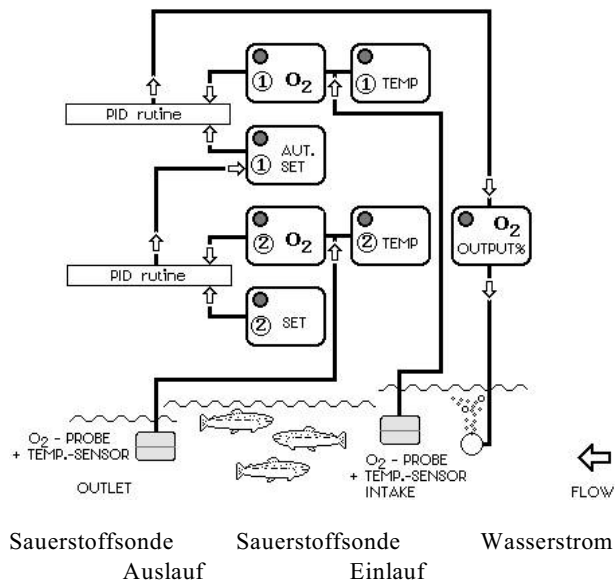 ① O₂
① TEMP
PID rutine
① AUT.
SET
② O₂
② TEMP
O₂
OUTPUT%
PID rutine
② SET
O₂ - PROBE
+ TEMP.-SENSOR
OUTLET
O₂ - PROBE
+ TEMP.-SENSOR
INTAKE
FLOW
Sauerstoffsonde Sauerstoffsonde Wasserstrom
Auslauf Einlauf